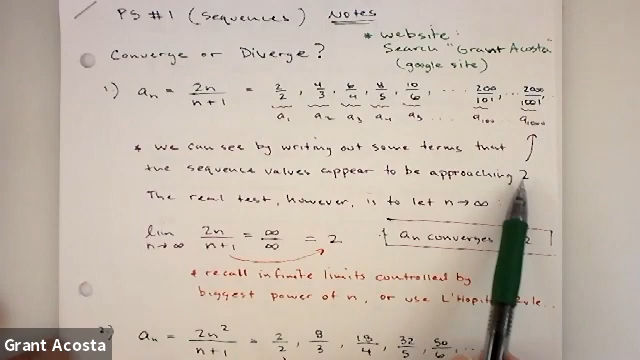 PS #1 (Sequences) Notes
* website:
Search "Grant Acosta"
(google site)
Converge or Diverge?
1) aₙ = 2n/(n+1) = 2/2, 4/3, 6/4, 8/5, 10/6, ... 200/101, ... 2000/1001, ...
a₁ a₂ a₃ a₄ a₅ a₁₀₀ a₁₀₀₀
* we can see by writing out some terms that
the sequence values appear to be approaching 2
The real test, however, is to let n→∞ :
lim n→∞ 2n/(n+1) = ∞/∞ = 2
aₙ converges 2
* recall infinite limits controlled by
biggest power of n, or use L'Hopital Rule...
2) aₙ = 2n²/(n+1) = 2/2, 8/3, 18/4, 32/5, 50/6, ...
Grant Acosta